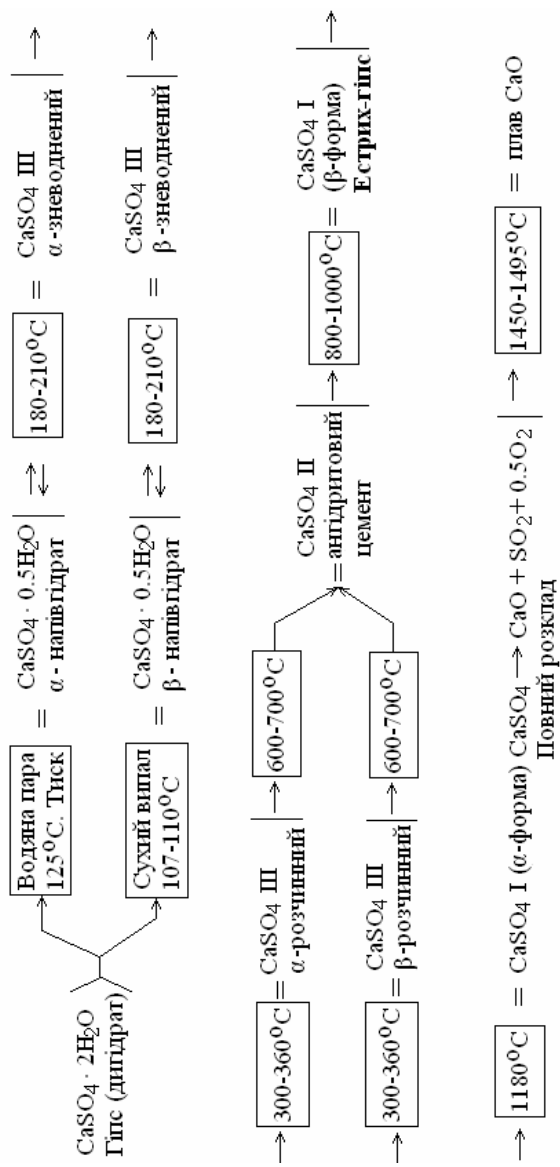 CaSO₄ · 2H₂O
Гіпс (дигідрат)
Водяна пара
125°C. Тиск
= CaSO₄ · 0.5H₂O
α- напівгідрат
180-210°C
= CaSO₄ III
α -зневоднений
Сухий випал
107-110°C
= CaSO₄ · 0.5H₂O
β- напівгідрат
180-210°C
= CaSO₄ III
β -зневоднений
300-360°C
= CaSO₄ III
α-розчинний
600-700°C
300-360°C
= CaSO₄ III
β-розчинний
600-700°C
CaSO₄ II
=ангідритовий
цемент
800-1000°C
= CaSO₄ I
(β-форма)
Естрих-гіпс
1180°C
= CaSO₄ I (α-форма) CaSO₄ → CaO + SO₂ + 0.5O₂
Повний розклад
1450-1495°C
= плав CaO